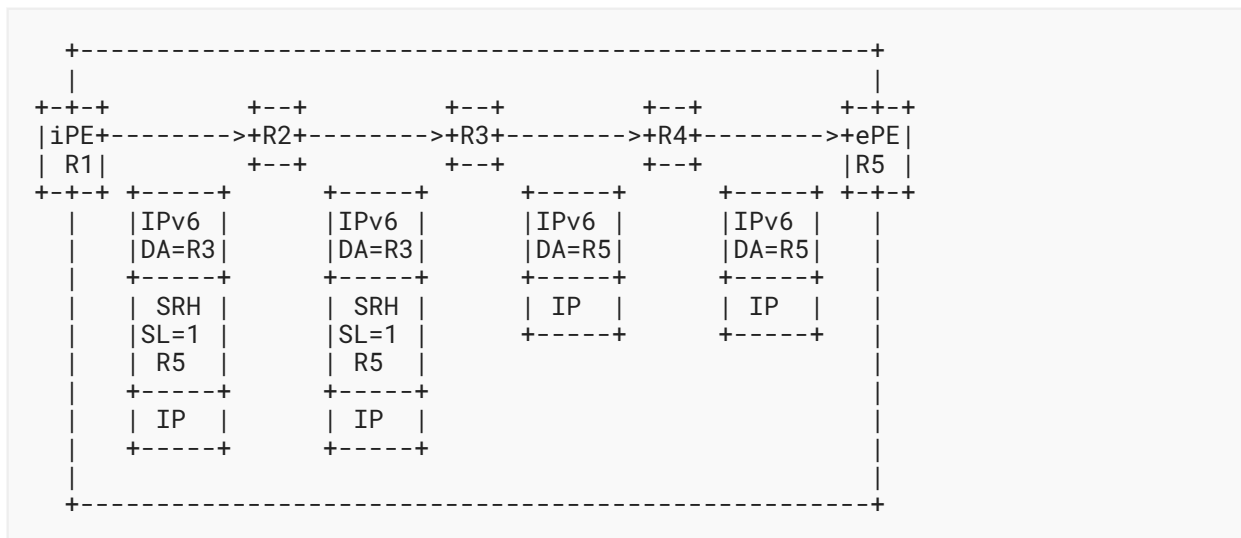 +----------------------------------------------------+
|                                                    |
+-+-+         +--+         +--+         +--+         +-+-+
|iPE+-------->+R2+-------->+R3+-------->+R4+-------->+ePE|
| R1|         +--+         +--+         +--+         |R5 |
+-+-+ +-----+      +-----+      +-----+      +-----+ +-+-+
|   |IPv6 |      |IPv6 |      |IPv6 |      |IPv6 |   |
|   |DA=R3|      |DA=R3|      |DA=R5|      |DA=R5|   |
|   +-----+      +-----+      +-----+      +-----+   |
|   | SRH |      | SRH |      | IP  |      | IP  |   |
|   |SL=1 |      |SL=1 |      +-----+      +-----+   |
|   | R5  |      | R5  |                             |
|   +-----+      +-----+                             |
|   | IP  |      | IP  |                             |
|   +-----+      +-----+                             |
|                                                    |
+----------------------------------------------------+